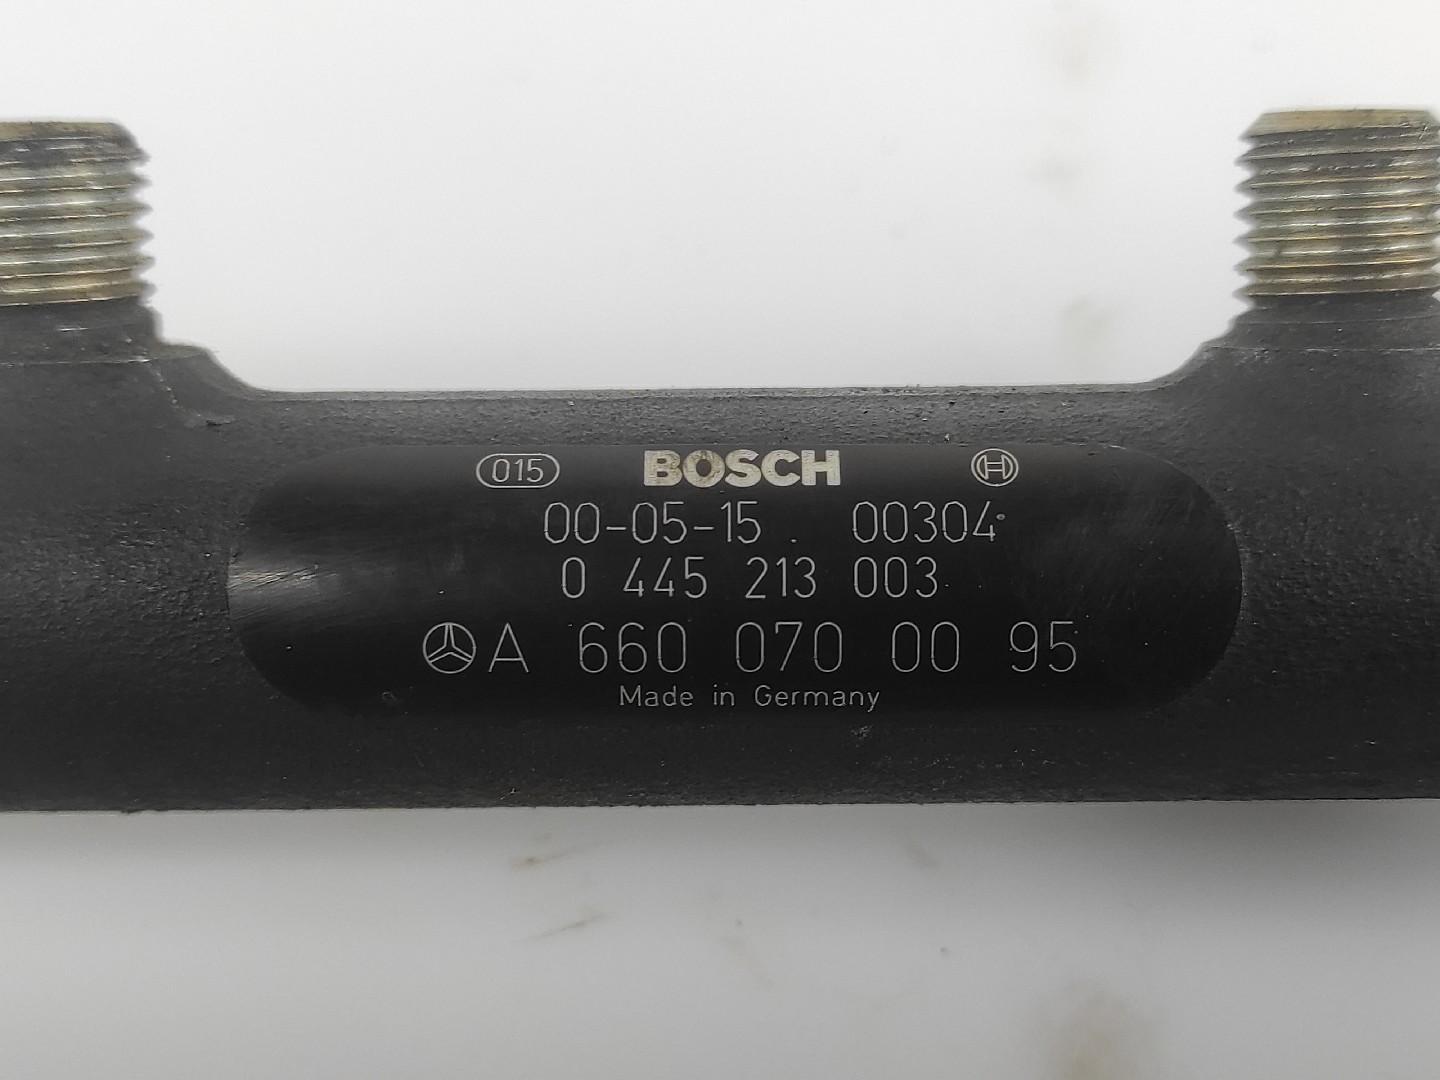 015 BOSCH
00-05-15 00304
0 445 213 003
A 660 070 00 95
Made in Germany